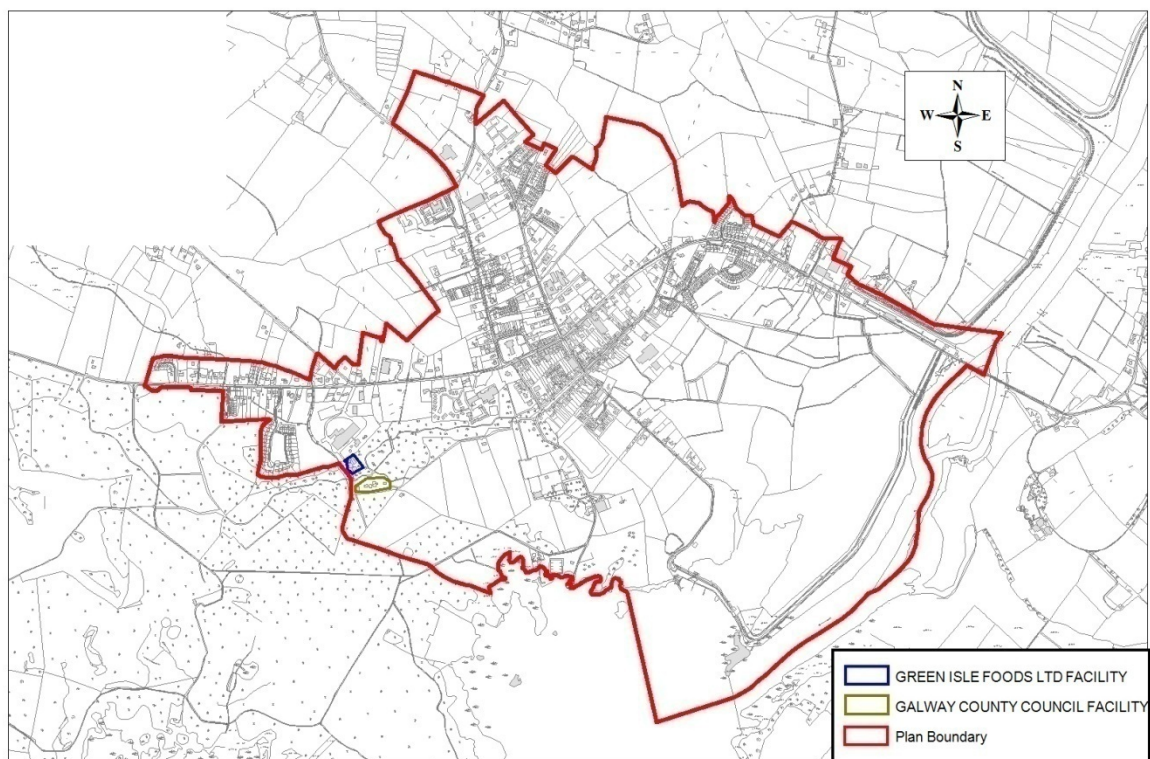 N
W E
S
GREEN ISLE FOODS LTD FACILITY
GALWAY COUNTY COUNCIL FACILITY
Plan Boundary